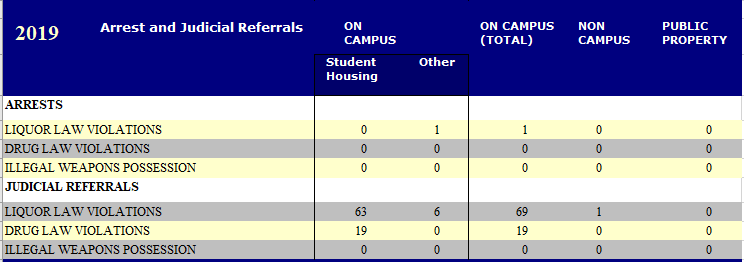 2019 Arrest and Judicial Referrals ON CAMPUS ON CAMPUS (TOTAL) NON CAMPUS PUBLIC PROPERTY
Student Housing Other
ARRESTS
LIQUOR LAW VIOLATIONS 0 1 1 0 0
DRUG LAW VIOLATIONS 0 0 0 0 0
ILLEGAL WEAPONS POSSESSION 0 0 0 0 0
JUDICIAL REFERRALS
LIQUOR LAW VIOLATIONS 63 6 69 1 0
DRUG LAW VIOLATIONS 19 0 19 0 0
ILLEGAL WEAPONS POSSESSION 0 0 0 0 0